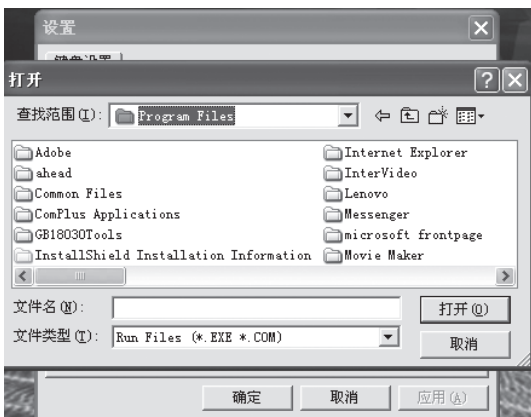 设置
键盘设置
打开
查找范围(I): Program Files
Adobe
ahead
Common Files
ComPlus Applications
GB18030Tools
InstallShield Installation Information
Internet Explorer
InterVideo
Lenovo
Messenger
microsoft frontpage
Movie Maker
文件名(N):
打开(O)
文件类型(T): Run Files (*.EXE *.COM)
取消
确定 取消 应用(A)